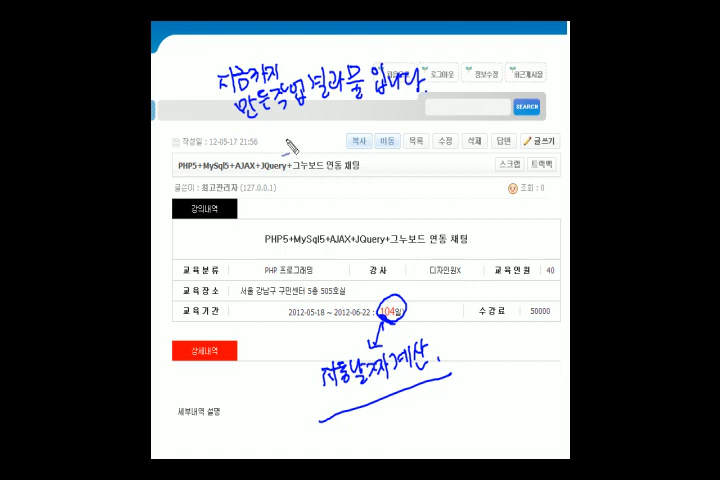 지금까지
만든 작업 결과물 입니다.
로그아웃 정보수정 최근게시물
SEARCH
작성일 : 12-05-17 21:56 복사 이동 목록 수정 삭제 답변 글쓰기
PHP5+MySql5+AJAX+JQuery+그누보드 연동 채팅 스크랩 트랙백
글쓴이 : 최고관리자 (127.0.0.1) 조회 : 0
강의내역
PHP5+MySql5+AJAX+JQuery+그누보드 연동 채팅
교육분류 PHP 프로그래밍 강사 디자인원X 교육인원 40
교육장소 서울 강남구 구민센터 5층 505호실
교육기간 2012-05-18 ~ 2012-06-22 : 104일 수강료 50000
자동날짜계산.
상세내역
세부내역 설명